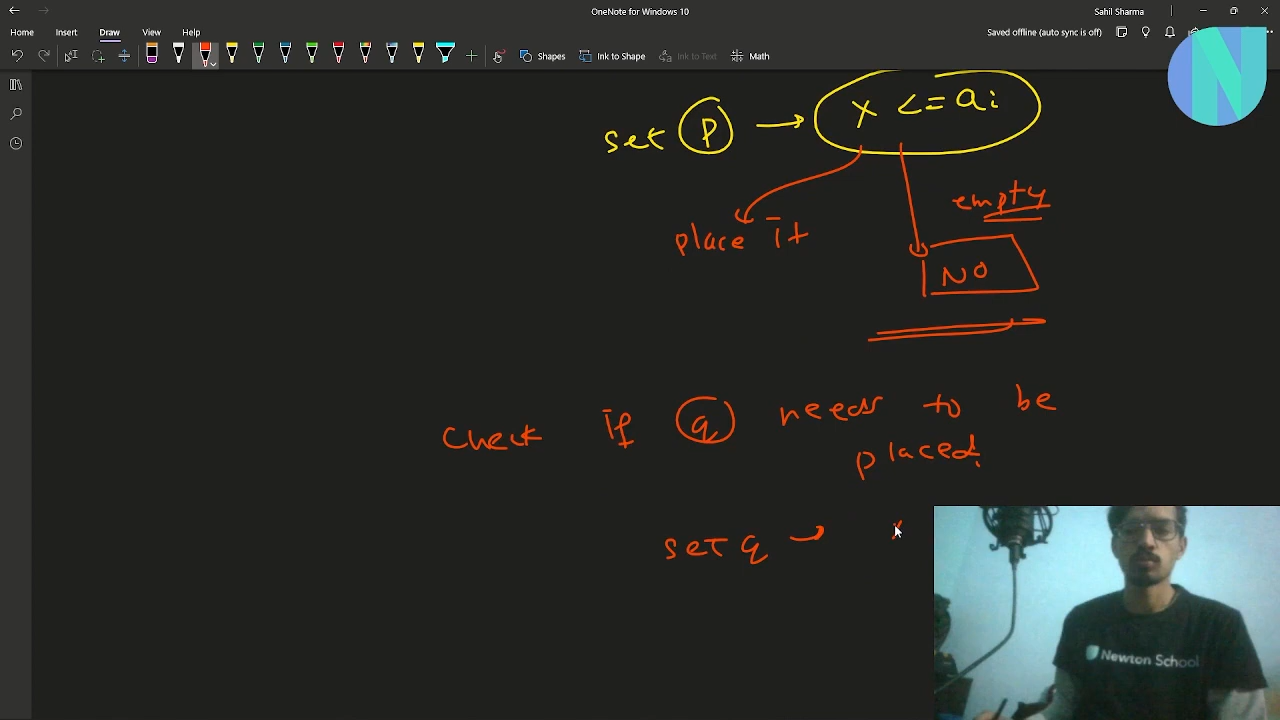 OneNote for Windows 10
Sahil Sharma
Home Insert Draw View Help
Saved offline (auto sync is off)
Shapes Ink to Shape Ink to Text Math
set p → x <= ai
empty
place it
NO
check if q needs to be
placed.
set q →
Newton School
N